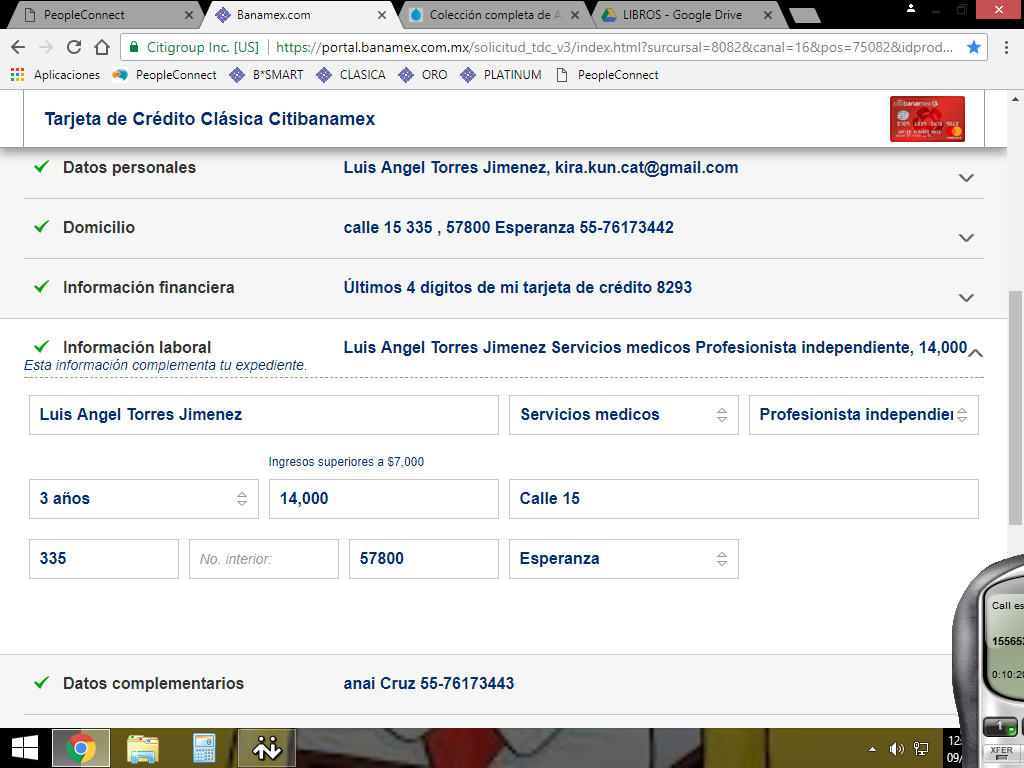 PeopleConnect
Banamex.com
Colección completa de A
LIBROS - Google Drive
Citigroup Inc. [US]
https://portal.banamex.com.mx/solicitud_tdc_v3/index.html?surcursal=8082&canal=16&pos=75082&idprod...
Aplicaciones
PeopleConnect
B*SMART
CLASICA
ORO
PLATINUM
PeopleConnect
Tarjeta de Crédito Clásica Citibanamex
citibanamex
Datos personales
Luis Angel Torres Jimenez, kira.kun.cat@gmail.com
Domicilio
calle 15 335 , 57800 Esperanza 55-76173442
Información financiera
Últimos 4 dígitos de mi tarjeta de crédito 8293
Información laboral
Luis Angel Torres Jimenez Servicios medicos Profesionista independiente, 14,000
Esta información complementa tu expediente.
Luis Angel Torres Jimenez
Servicios medicos
Profesionista independier
Ingresos superiores a $7,000
3 años
14,000
Calle 15
335
No. interior:
57800
Esperanza
Datos complementarios
anai Cruz 55-76173443
Call es
15565
0:10:20
1
XFER
12:
09/